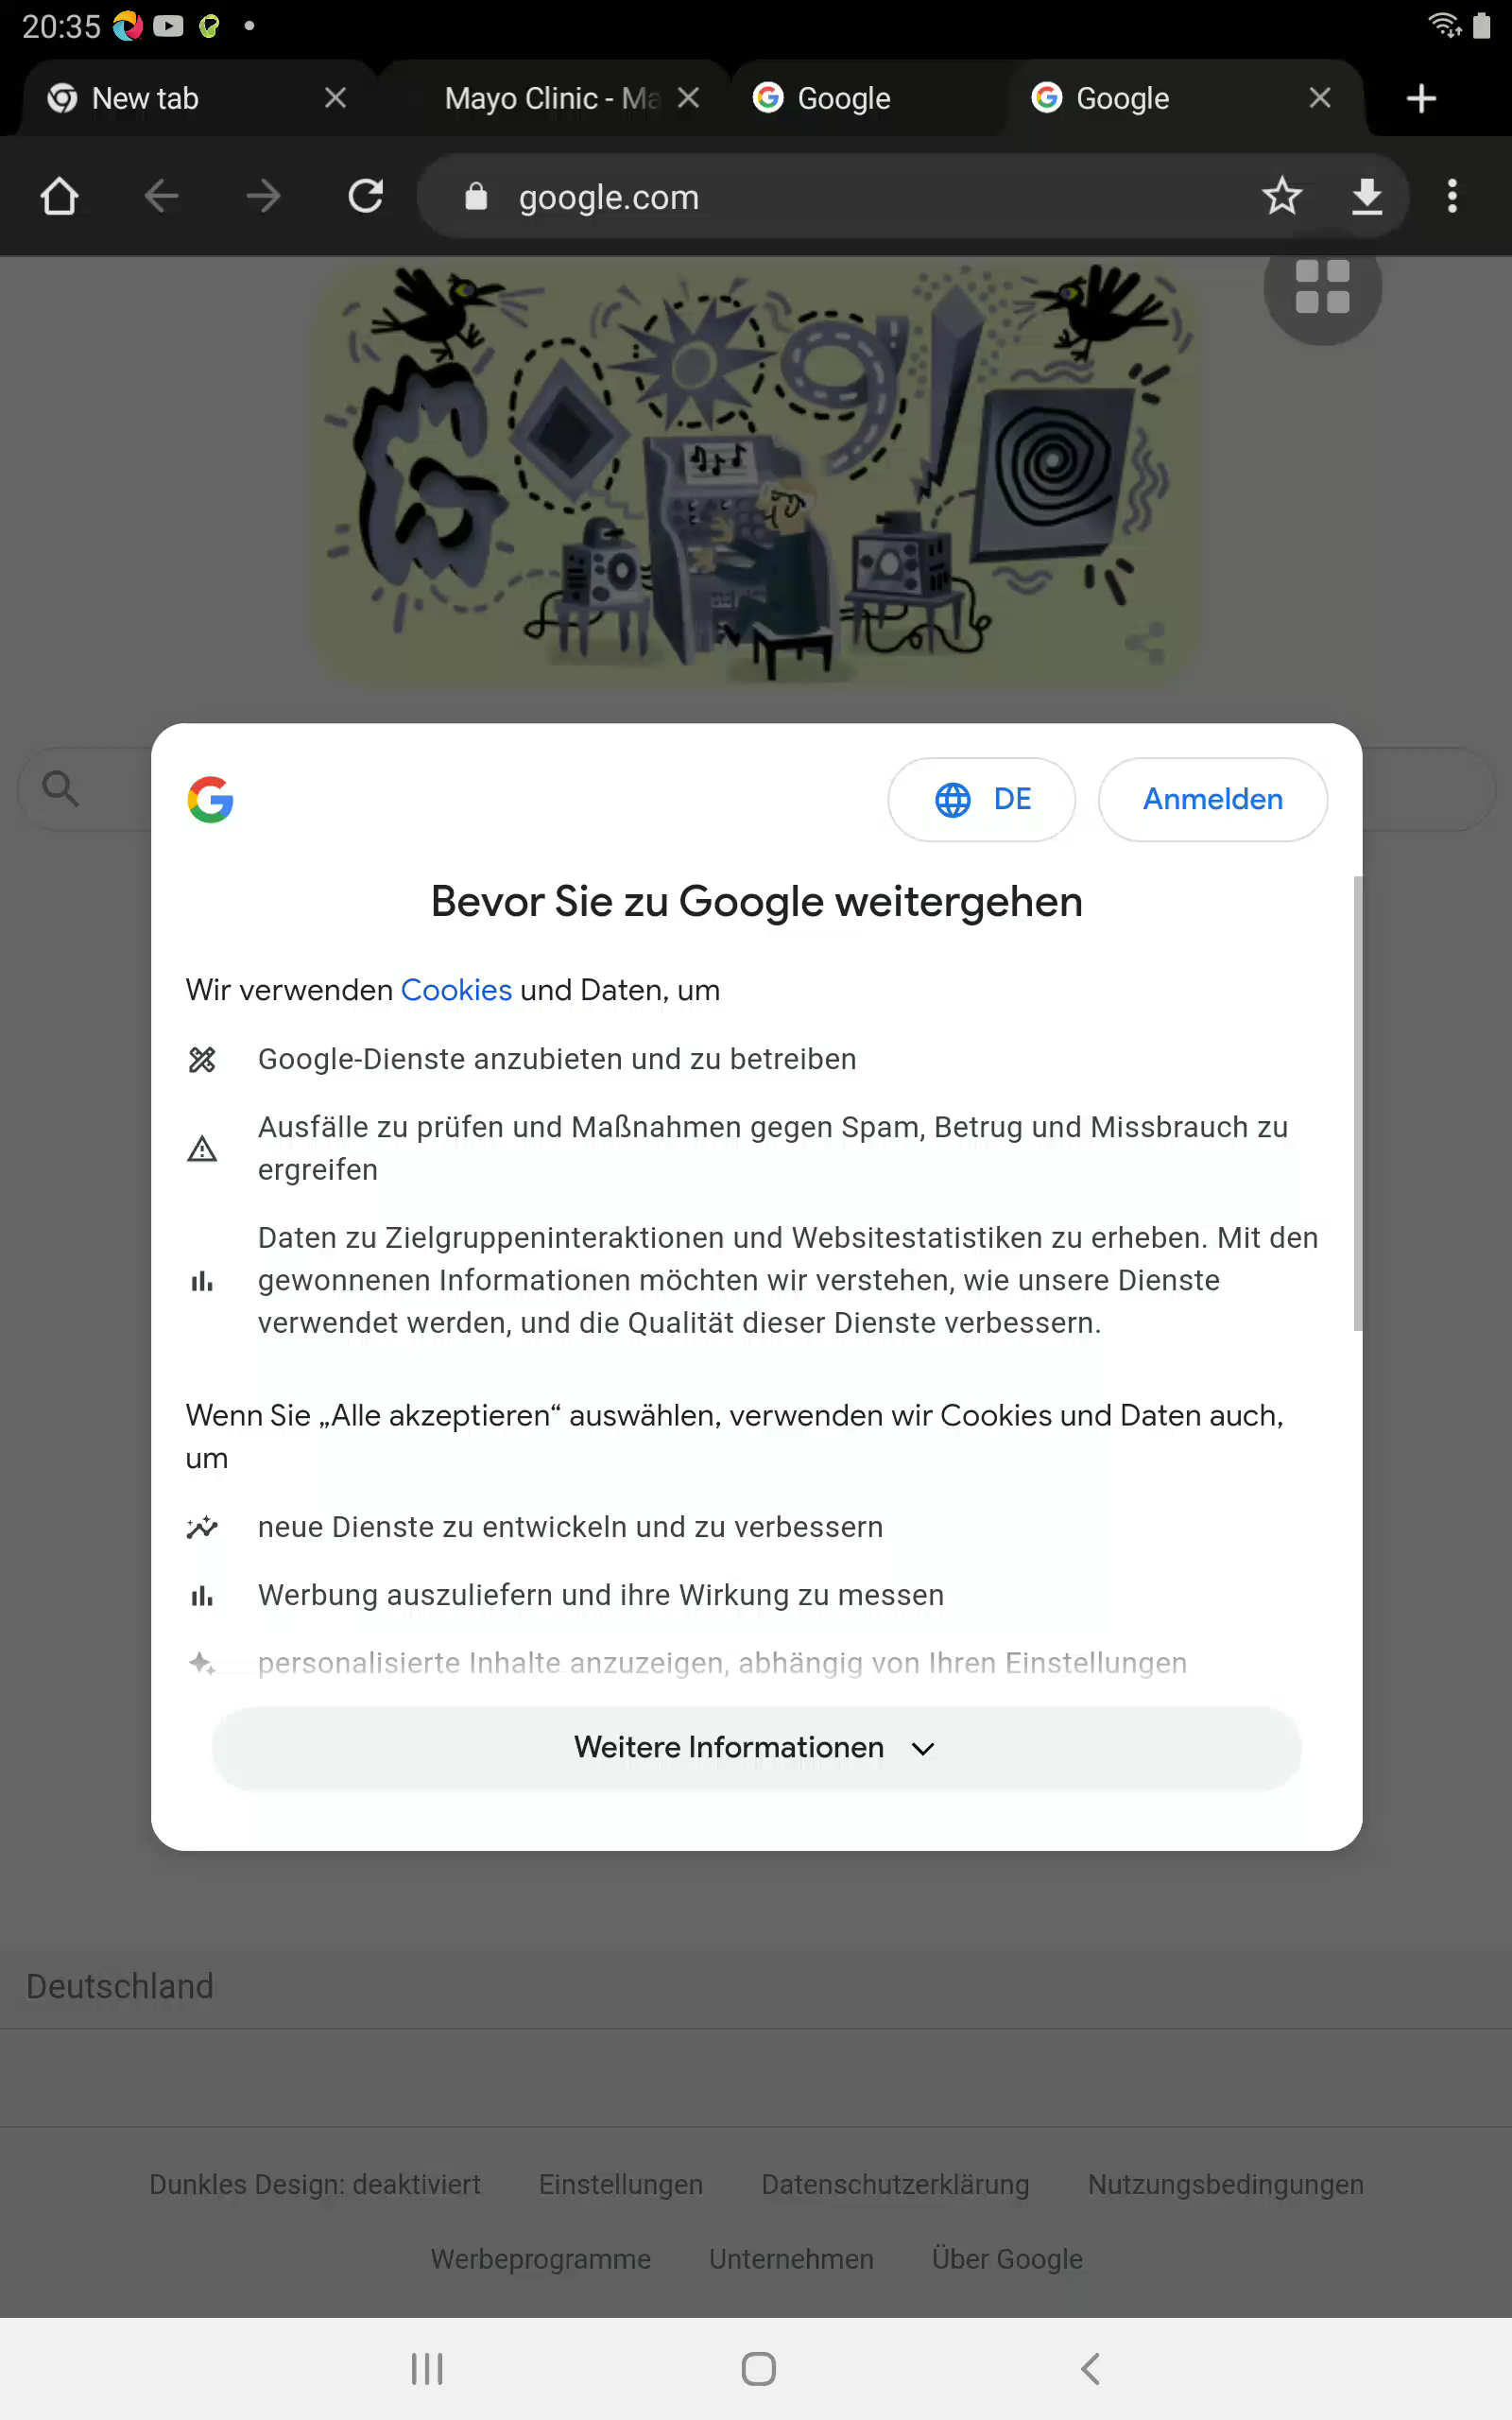 20:35
New tab
Mayo Clinic - Ma
Google
Google
google.com
DE
Anmelden
Bevor Sie zu Google weitergehen
Wir verwenden Cookies und Daten, um
Google-Dienste anzubieten und zu betreiben
Ausfälle zu prüfen und Maßnahmen gegen Spam, Betrug und Missbrauch zu
ergreifen
Daten zu Zielgruppeninteraktionen und Websitestatistiken zu erheben. Mit den
gewonnenen Informationen möchten wir verstehen, wie unsere Dienste
verwendet werden, und die Qualität dieser Dienste verbessern.
Wenn Sie „Alle akzeptieren“ auswählen, verwenden wir Cookies und Daten auch,
um
neue Dienste zu entwickeln und zu verbessern
Werbung auszuliefern und ihre Wirkung zu messen
personalisierte Inhalte anzuzeigen, abhängig von Ihren Einstellungen
Weitere Informationen
Deutschland
Dunkles Design: deaktiviert Einstellungen Datenschutzerklärung Nutzungsbedingungen
Werbeprogramme Unternehmen Über Google